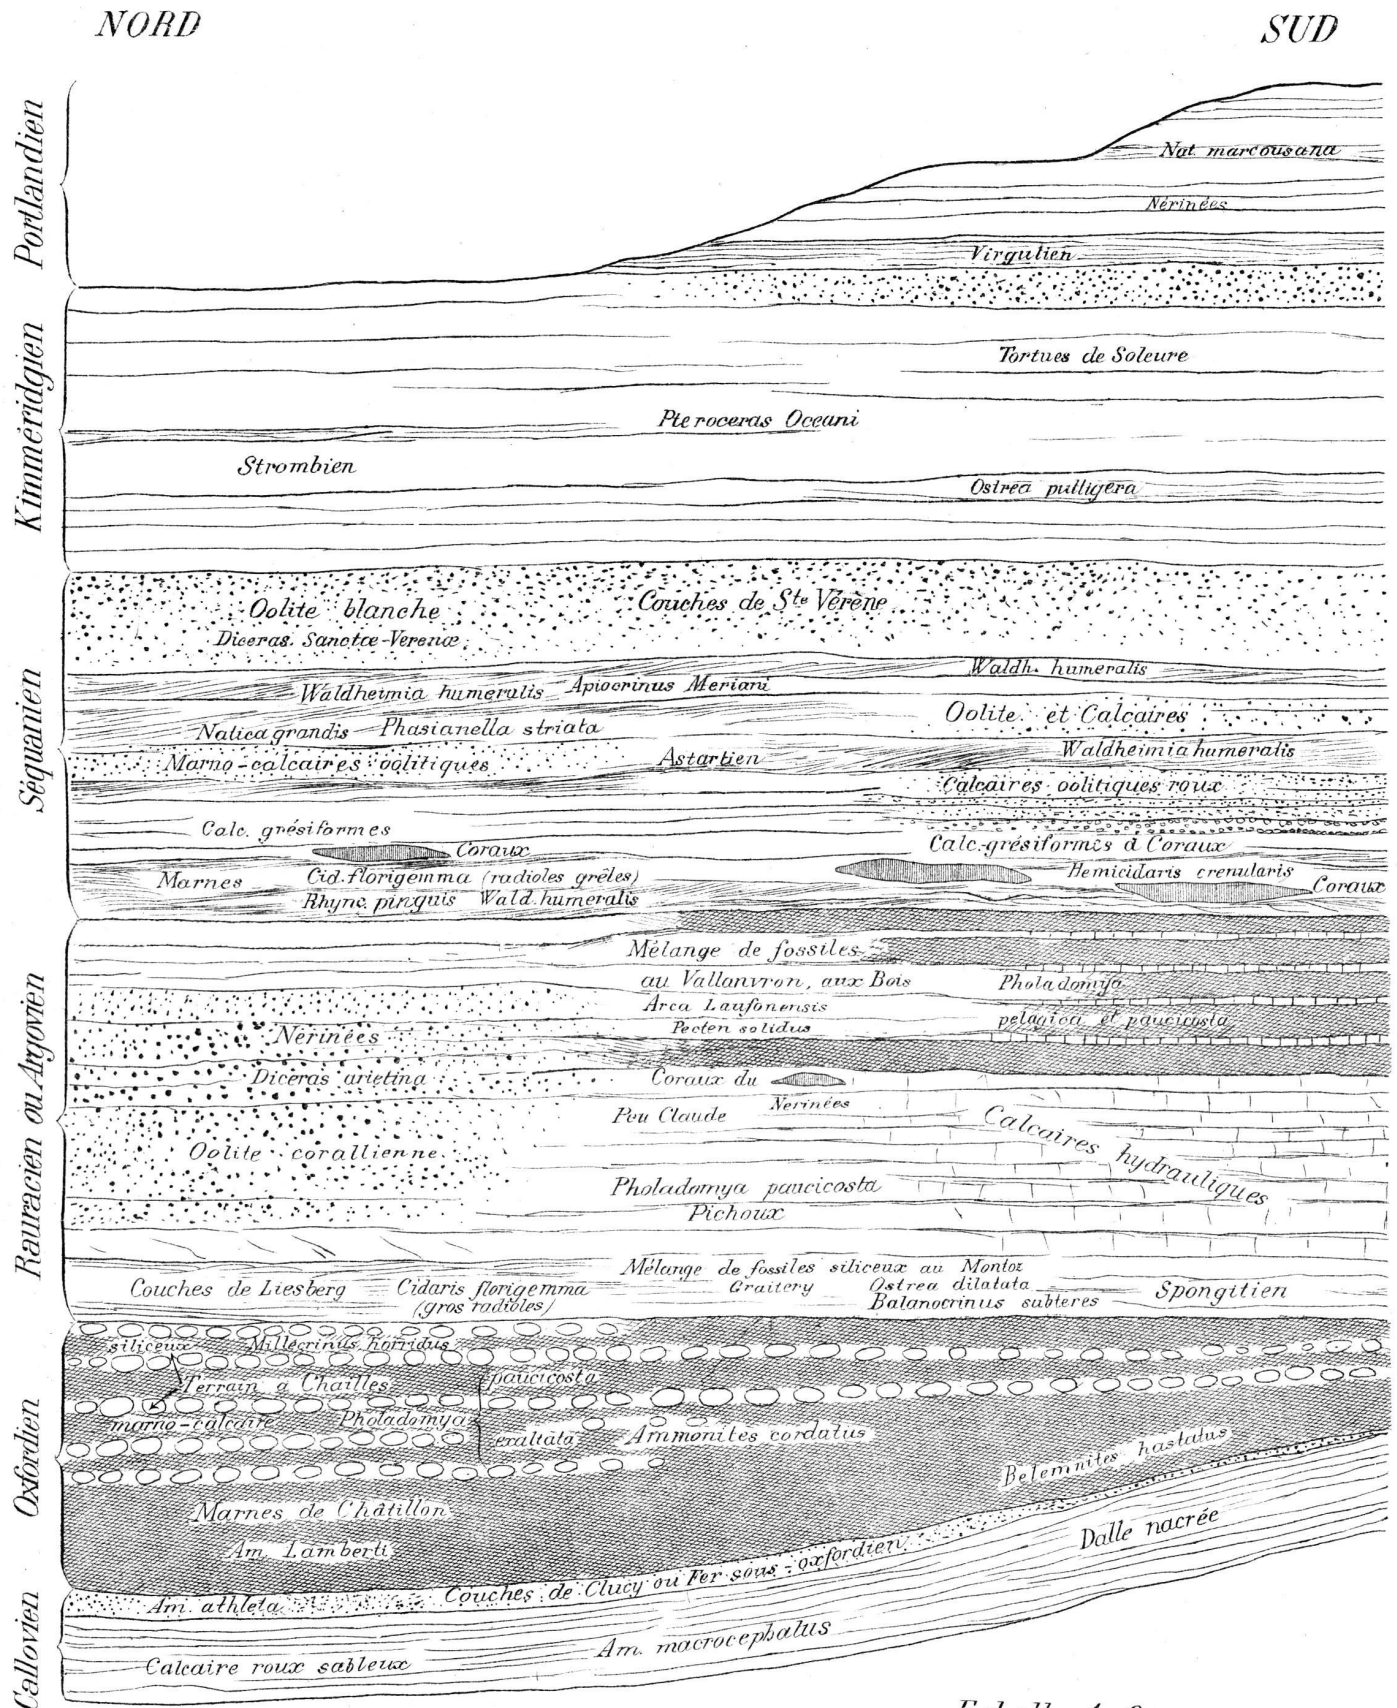 NORD
SUD
Portlandien
Nat. marcousana
Nérinées
Virgulien
Kimméridgien
Tortues de Soleure
Pteroceras Oceani
Strombien
Ostrea pulligera
Séquanien
Oolite blanche
Couches de Ste Vérène
Diceras Sanctæ-Verenæ
Waldh. humeralis
Waldheimia humeralis
Apiocrinus Meriani
Oolite et Calcaires
Natica grandis
Phasianella striata
Waldheimia humeralis
Marno-calcaires oolitiques
Astartien
Calcaires oolitiques roux
Calc. grésiformes
Calc. grésiformes à Coraux
Coraux
Marnes
Cid. florigemma (radioles grêles)
Hemicidaris crenularis
Coraux
Rhync. pinguis
Wald. humeralis
Rauracien ou Argovien
Mélange de fossiles
au Vallanvron, aux Bois
Pholadomya
Arca Laufonensis
Pecten solidus
pelagica et paucicosta
Nérinées
Diceras arietina
Coraux du
Nerinées
Peu Claude
Calcaires hydrauliques
Oolite corallienne
Pholadomya paucicosta
Pichoux
Mélange de fossiles siliceux au Montoz
Couches de Liesberg
Cidaris florigemma
(gros radioles)
Graitery
Ostrea dilatata
Balanocrinus subteres
Spongitien
Oxfordien
siliceux
Millecrinus horridus
Terrain à Chailles
paucicosta
marno-calcaire
Pholadomya
exaltata
Ammonites cordatus
Belemnites hastatus
Marnes de Châtillon
Am. Lamberti
Dalle nacrée
Callovien
Am. athleta
Couches de Clucy ou Fer sous-oxfordien
Am. macrocephalus
Calcaire roux sableux